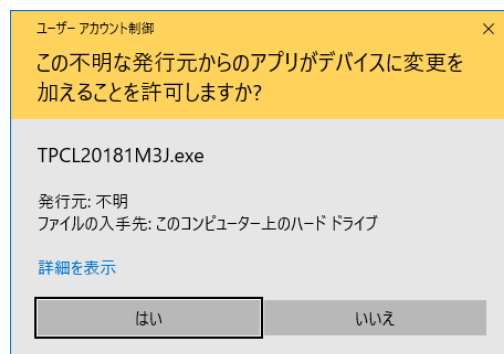 ユーザー アカウント制御
この不明な発行元からのアプリがデバイスに変更を
加えることを許可しますか?
TPCL20181M3J.exe
発行元: 不明
ファイルの入手先: このコンピューター上のハード ドライブ
詳細を表示
はい
いいえ